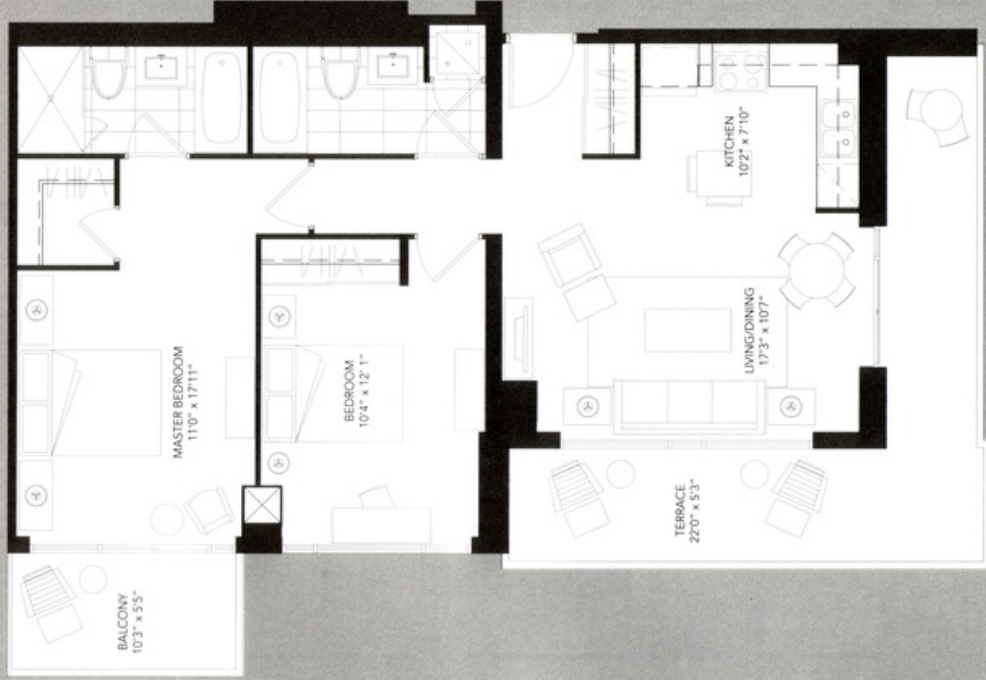 KITCHEN
10'2" x 7'10"
LIVING/DINING
17'3" x 10'7"
MASTER BEDROOM
11'0" x 17'11"
BEDROOM
10'4" x 12' 1"
TERRACE
22'0" x 5'3"
BALCONY
10'3" x 5'5"